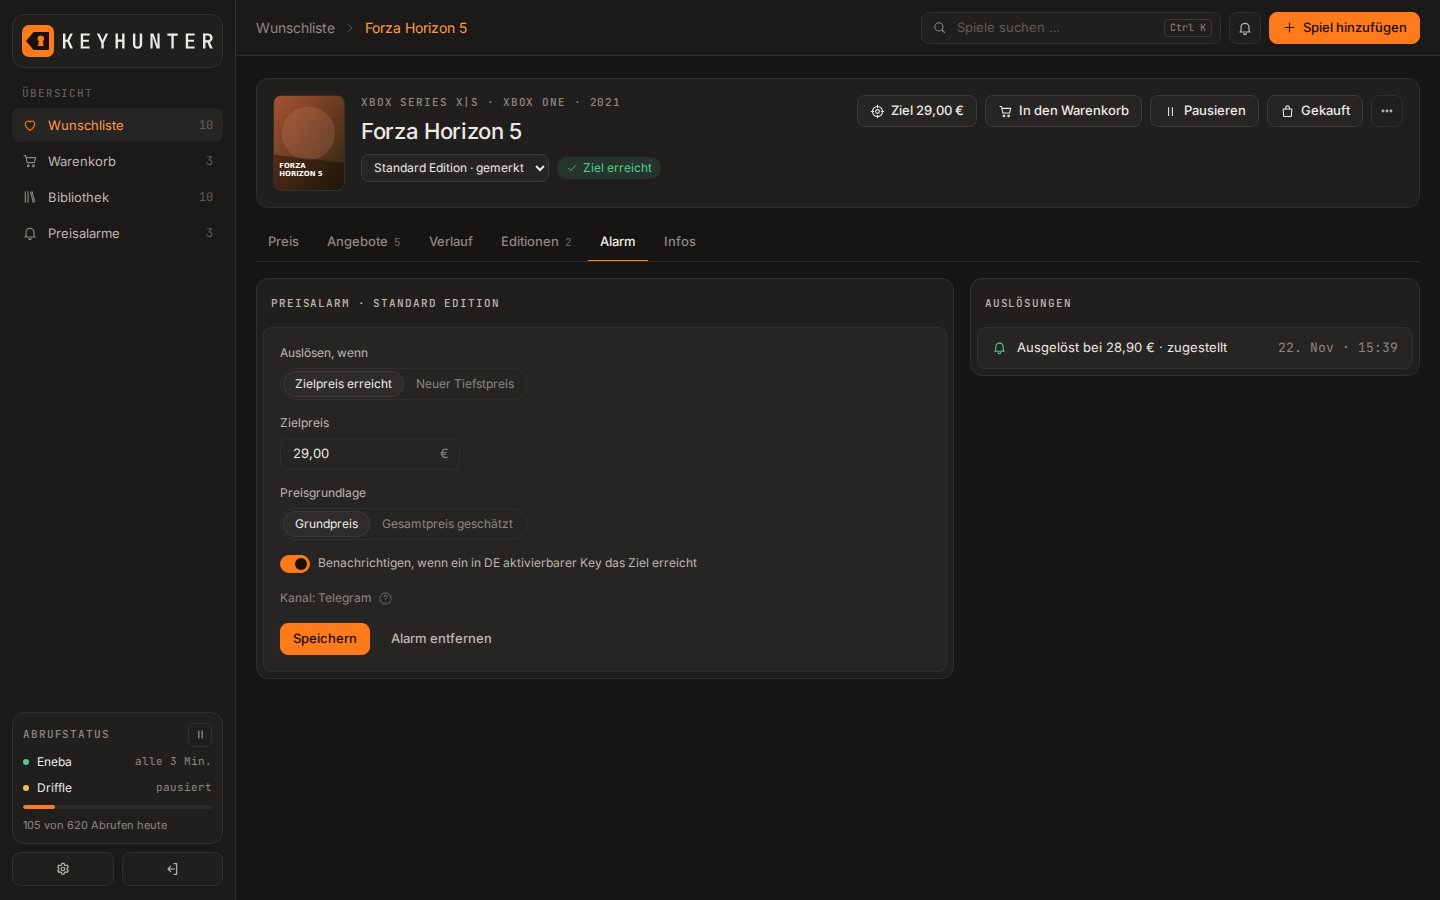 KEYHUNTER
ÜBERSICHT
Wunschliste 10
Warenkorb 3
Bibliothek 10
Preisalarme 3
ABRUFSTATUS
Eneba alle 3 Min.
Driffle pausiert
105 von 620 Abrufen heute
Wunschliste Forza Horizon 5
Spiele suchen ... Ctrl K
Spiel hinzufügen
FORZA
HORIZON 5
XBOX SERIES X|S · XBOX ONE · 2021
Forza Horizon 5
Standard Edition · gemerkt
Ziel erreicht
Ziel 29,00 €
In den Warenkorb
Pausieren
Gekauft
Preis Angebote 5 Verlauf Editionen 2 Alarm Infos
PREISALARM · STANDARD EDITION
Auslösen, wenn
Zielpreis erreicht Neuer Tiefstpreis
Zielpreis
29,00 €
Preisgrundlage
Grundpreis Gesamtpreis geschätzt
Benachrichtigen, wenn ein in DE aktivierbarer Key das Ziel erreicht
Kanal: Telegram ?
Speichern Alarm entfernen
AUSLÖSUNGEN
Ausgelöst bei 28,90 € · zugestellt 22. Nov · 15:39